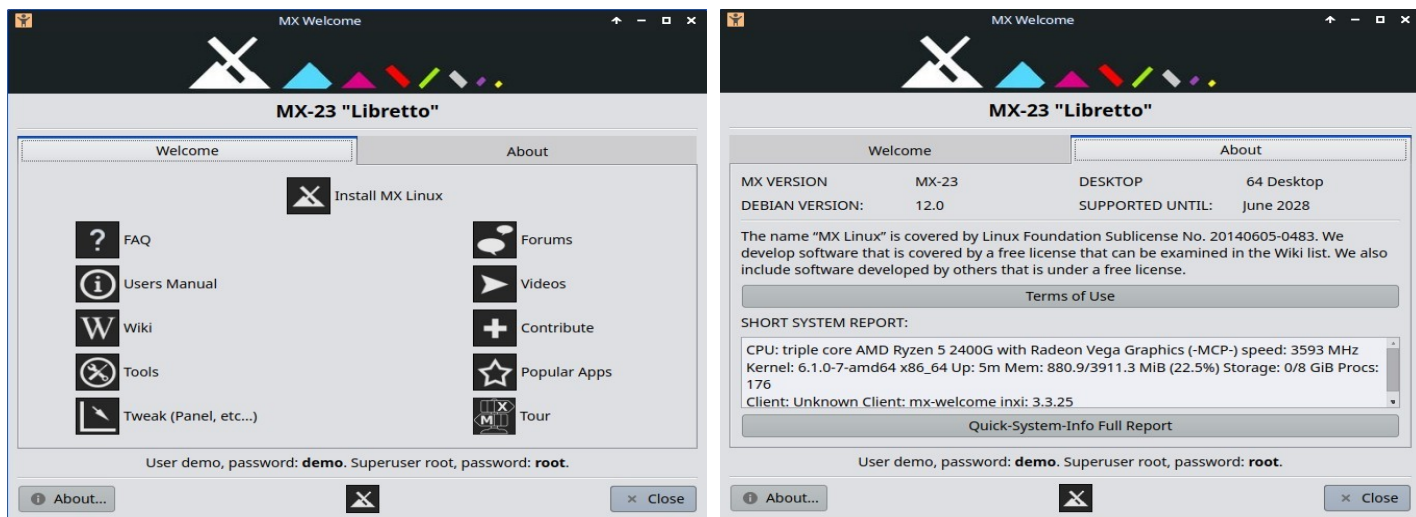 MX Welcome
MX-23 "Libretto"
Welcome
About
Install MX Linux
FAQ
Forums
Users Manual
Videos
Wiki
Contribute
Tools
Popular Apps
Tweak (Panel, etc...)
Tour
User demo, password: demo. Superuser root, password: root.
About...
Close
MX Welcome
MX-23 "Libretto"
Welcome
About
MX VERSION MX-23 DESKTOP 64 Desktop
DEBIAN VERSION: 12.0 SUPPORTED UNTIL: June 2028
The name “MX Linux” is covered by Linux Foundation Sublicense No. 20140605-0483. We
develop software that is covered by a free license that can be examined in the Wiki list. We also
include software developed by others that is under a free license.
Terms of Use
SHORT SYSTEM REPORT:
CPU: triple core AMD Ryzen 5 2400G with Radeon Vega Graphics (-MCP-) speed: 3593 MHz
Kernel: 6.1.0-7-amd64 x86_64 Up: 5m Mem: 880.9/3911.3 MiB (22.5%) Storage: 0/8 GiB Procs:
176
Client: Unknown Client: mx-welcome inxi: 3.3.25
Quick-System-Info Full Report
User demo, password: demo. Superuser root, password: root.
About...
Close